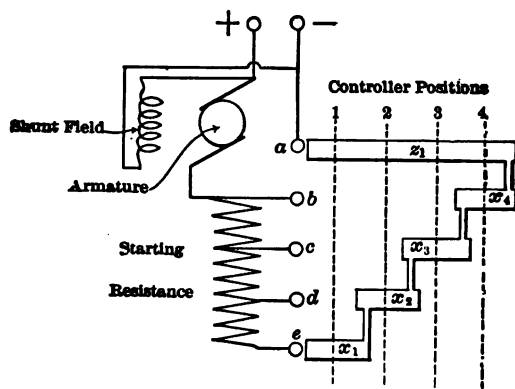 + −
Controller Positions
1 2 3 4
Shunt Field
a
z₁
Armature
b
x₄
Starting
c
x₃
Resistance
d
x₂
e
x₁